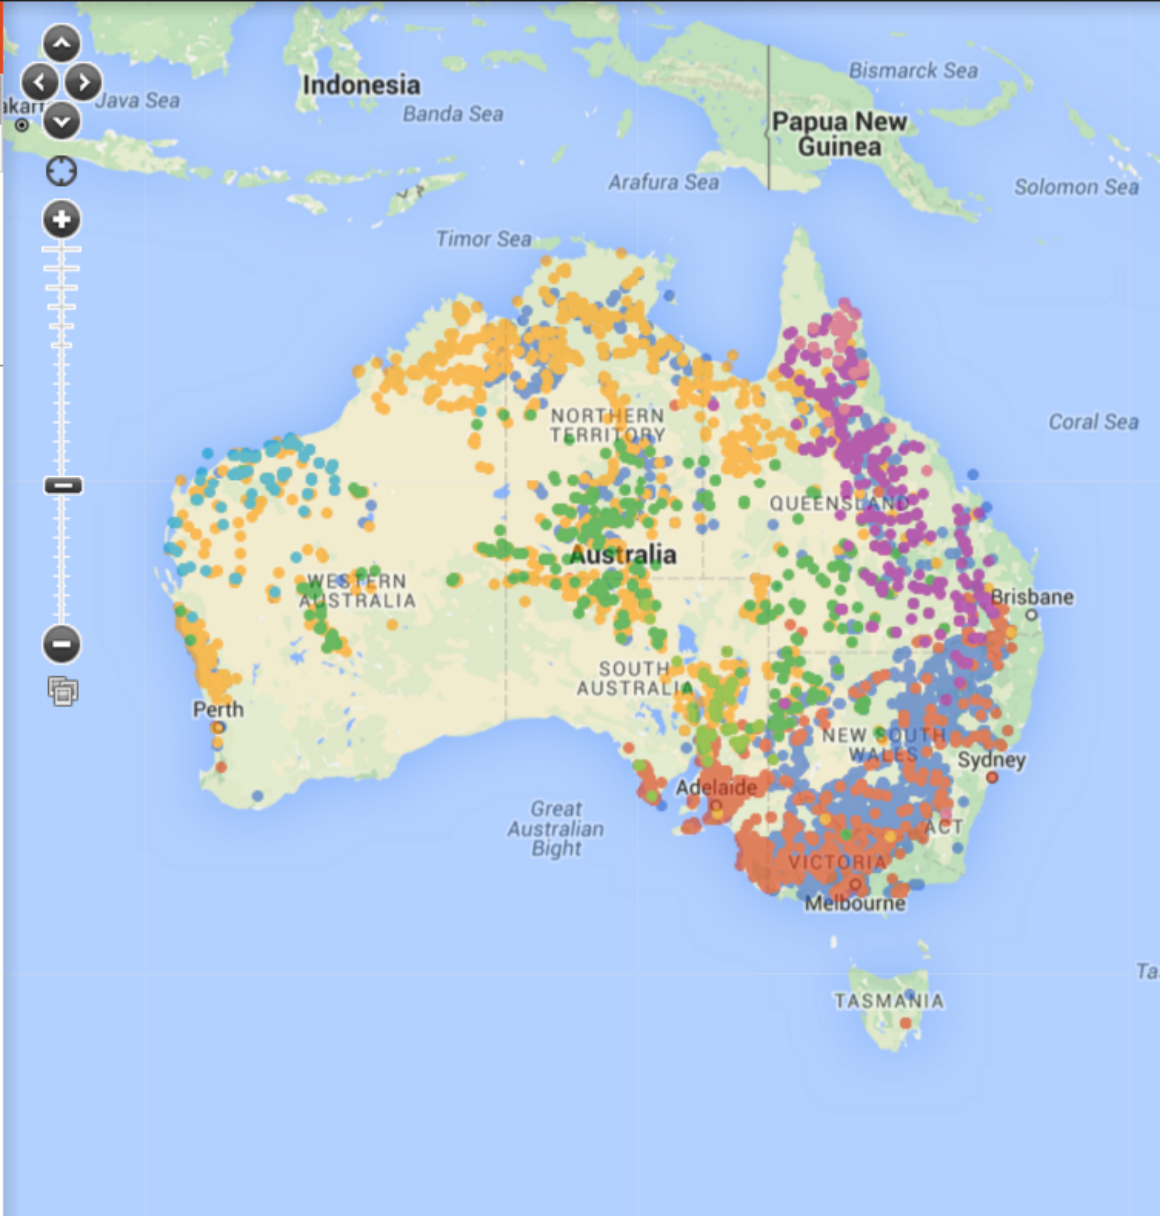 Indonesia
Java Sea
Banda Sea
Bismarck Sea
Papua New
Guinea
Arafura Sea
Solomon Sea
Timor Sea
NORTHERN
TERRITORY
Coral Sea
QUEENSLAND
Australia
WESTERN
AUSTRALIA
Brisbane
SOUTH
AUSTRALIA
Perth
NEW SOUTH
WALES
Sydney
Adelaide
Great
Australian
Bight
ACT
VICTORIA
Melbourne
TASMANIA